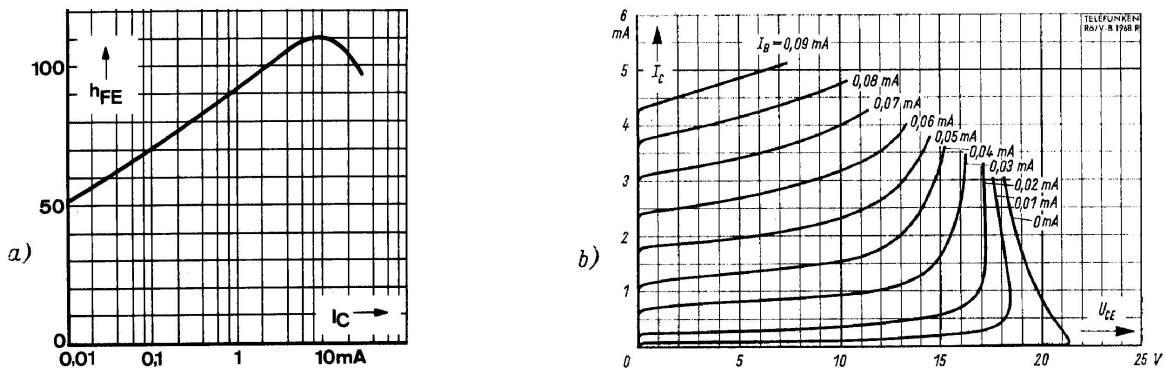 a)
100
h_FE
50
0
0,01 0,1 1 10mA
I_C
b)
TELEFUNKEN
Rö/V-B 1968 R
6
mA
5
4
3
2
1
0
I_C
I_B = 0,09 mA
0,08 mA
0,07 mA
0,06 mA
0,05 mA
0,04 mA
0,03 mA
0,02 mA
0,01 mA
0 mA
U_CE
5 10 15 20 25 V